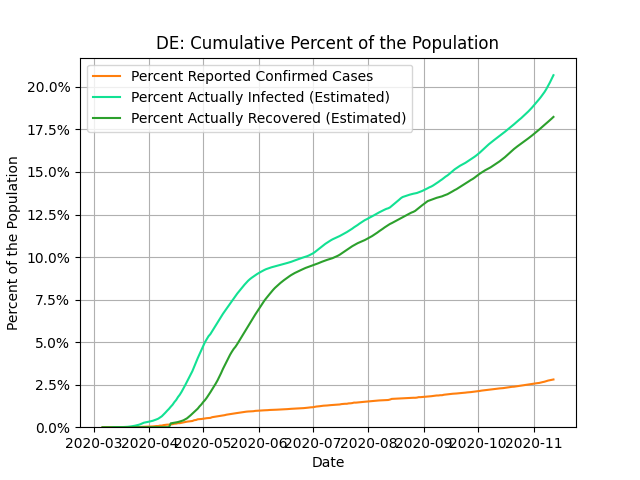 DE: Cumulative Percent of the Population
Percent Reported Confirmed Cases
Percent Actually Infected (Estimated)
Percent Actually Recovered (Estimated)
20.0%
17.5%
15.0%
12.5%
10.0%
7.5%
5.0%
2.5%
0.0%
Percent of the Population
2020-03 2020-04 2020-05 2020-06 2020-07 2020-08 2020-09 2020-10 2020-11
Date